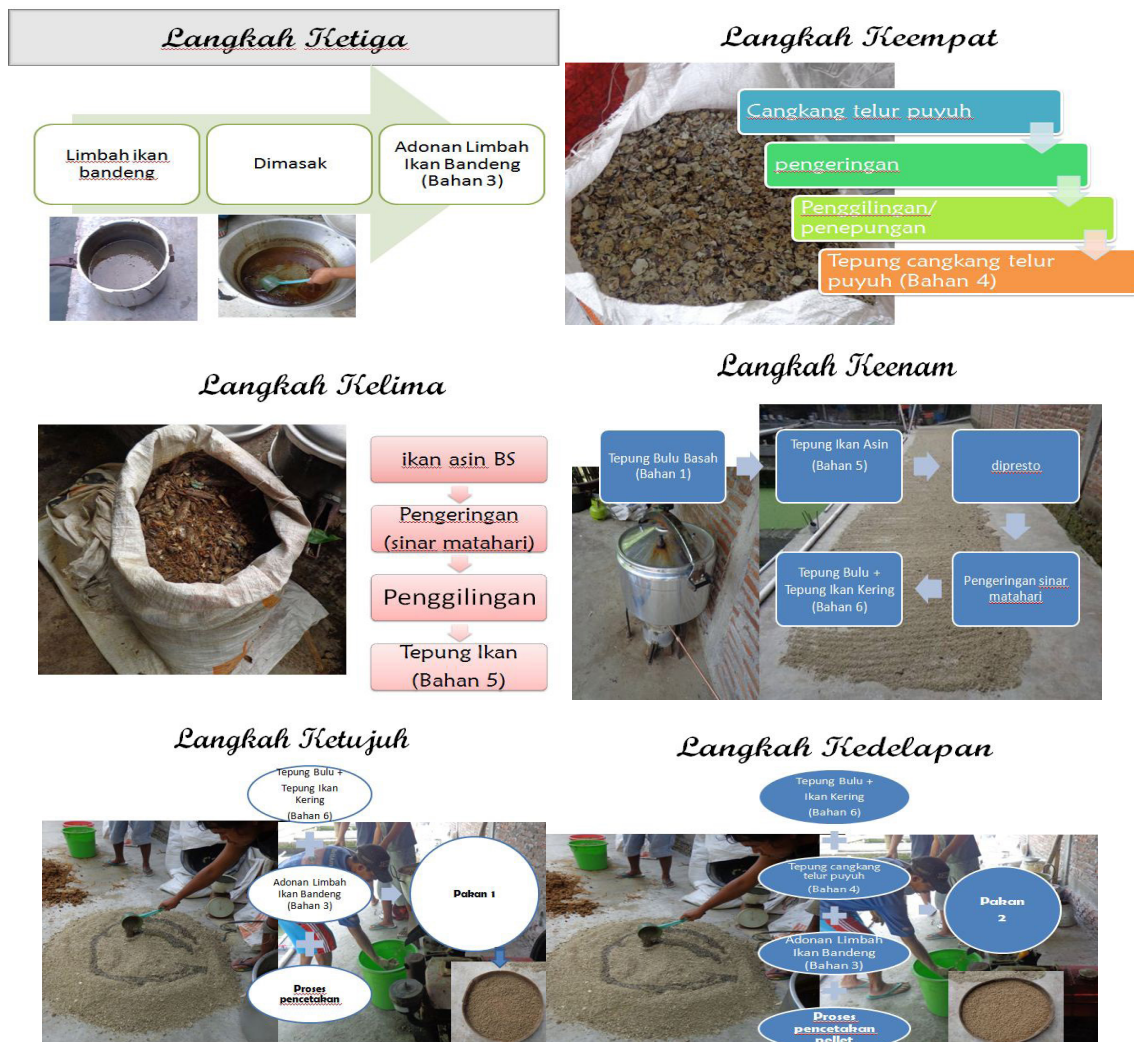 Langkah Ketiga
Limbah ikan
bandeng
Dimasak
Adonan Limbah
Ikan Bandeng
(Bahan 3)
Langkah Keempat
Cangkang telur puyuh
pengeringan
Penggilingan/
penepungan
Tepung cangkang telur
puyuh (Bahan 4)
Langkah Kelima
ikan asin BS
Pengeringan
(sinar matahari)
Penggilingan
Tepung Ikan
(Bahan 5)
Langkah Keenam
Tepung Bulu Basah
(Bahan 1)
Tepung Ikan Asin
(Bahan 5)
dipresto
Tepung Bulu +
Tepung Ikan Kering
(Bahan 6)
Pengeringan sinar
matahari
Langkah Ketujuh
Tepung Bulu +
Tepung Ikan
Kering
(Bahan 6)
Adonan Limbah
Ikan Bandeng
(Bahan 3)
Pakan 1
Proses
pencetakan
Langkah Kedelapan
Tepung Bulu +
Ikan Kering
(Bahan 6)
Tepung cangkang
telur puyuh
(Bahan 4)
Pakan
2
Adonan Limbah
Ikan Bandeng
(Bahan 3)
Proses
pencetakan
pellet